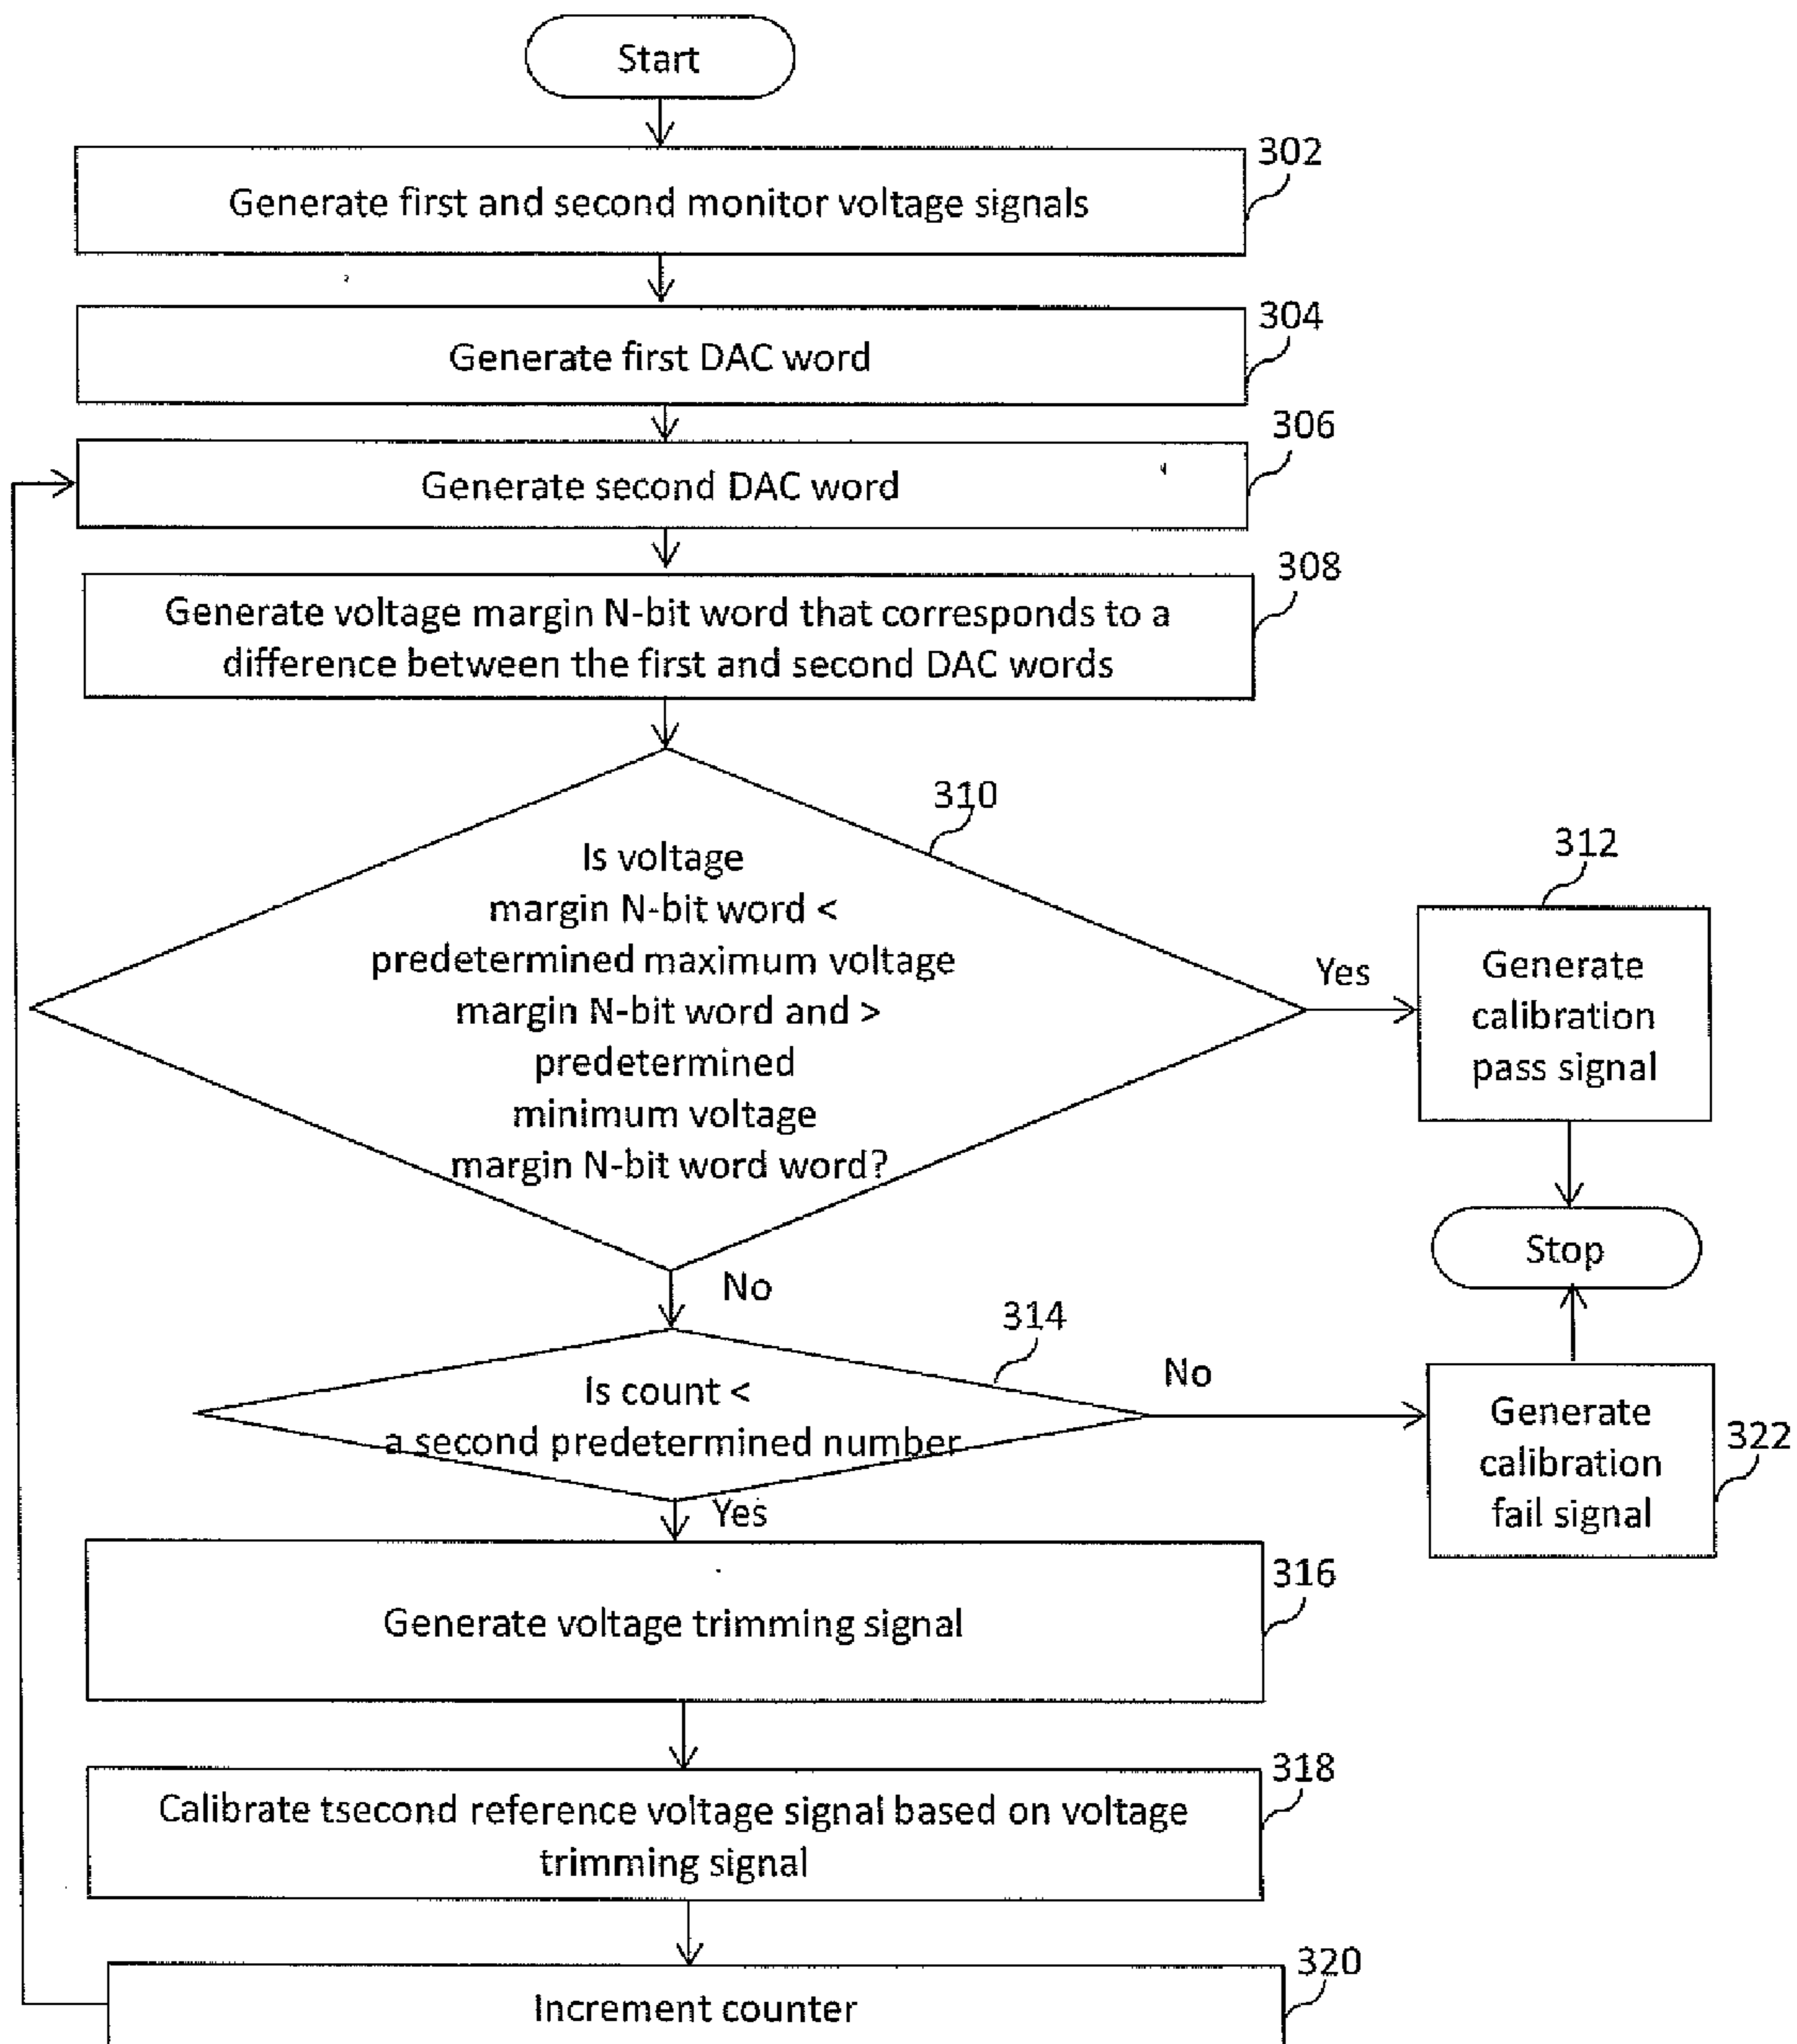 Start
302
Generate first and second monitor voltage signals
304
Generate first DAC word
306
Generate second DAC word
308
Generate voltage margin N-bit word that corresponds to a
difference between the first and second DAC words
310
Is voltage
margin N-bit word <
predetermined maximum voltage
margin N-bit word and >
predetermined
minimum voltage
margin N-bit word word?
Yes
312
Generate
calibration
pass signal
Stop
No
314
Is count <
a second predetermined number
No
Generate
calibration
fail signal
322
Yes
316
Generate voltage trimming signal
318
Calibrate tsecond reference voltage signal based on voltage
trimming signal
320
Increment counter